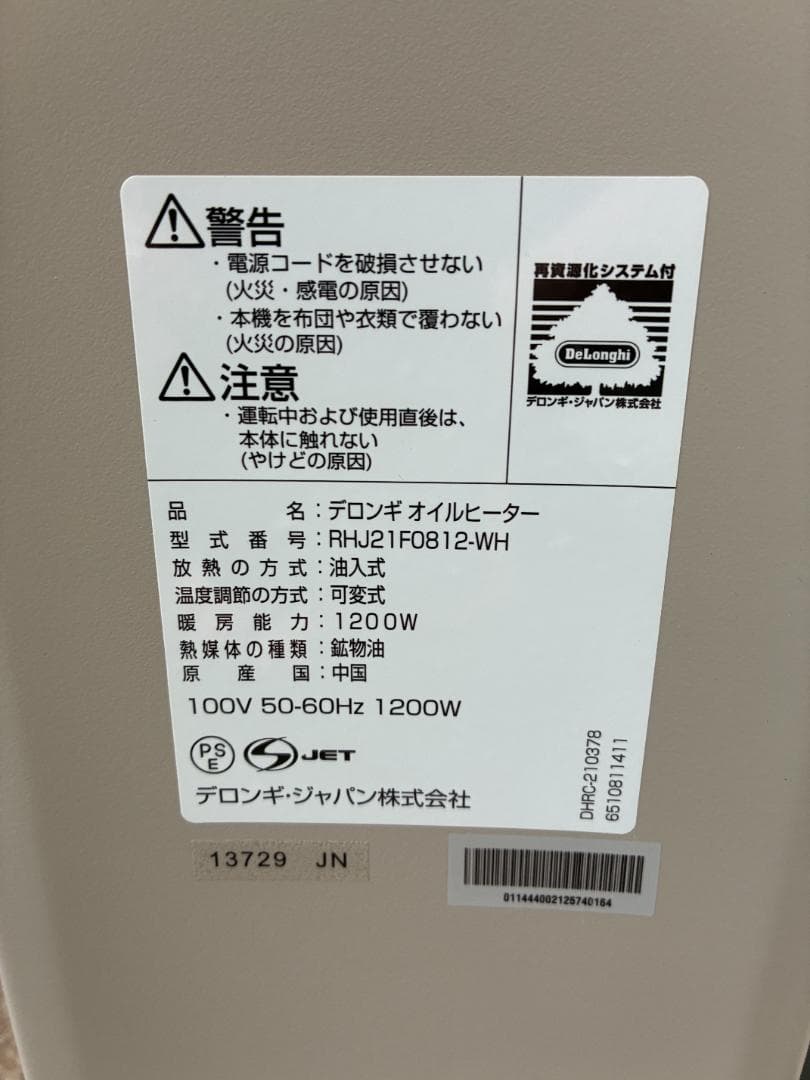 警告
・電源コードを破損させない
(火災・感電の原因)
・本機を布団や衣類で覆わない
(火災の原因)
注意
・運転中および使用直後は、
本体に触れない
(やけどの原因)
再資源化システム付
DeLonghi
デロンギ・ジャパン株式会社
品名:デロンギ オイルヒーター
型式番号:RHJ21F0812-WH
放熱の方式:油入式
温度調節の方式:可変式
暖房能力:1200W
熱媒体の種類:鉱物油
原産国:中国
100V 50-60Hz 1200W
PSE
S JET
デロンギ・ジャパン株式会社
DHRC-210378
6510811411
13729 JN
011444002125740164